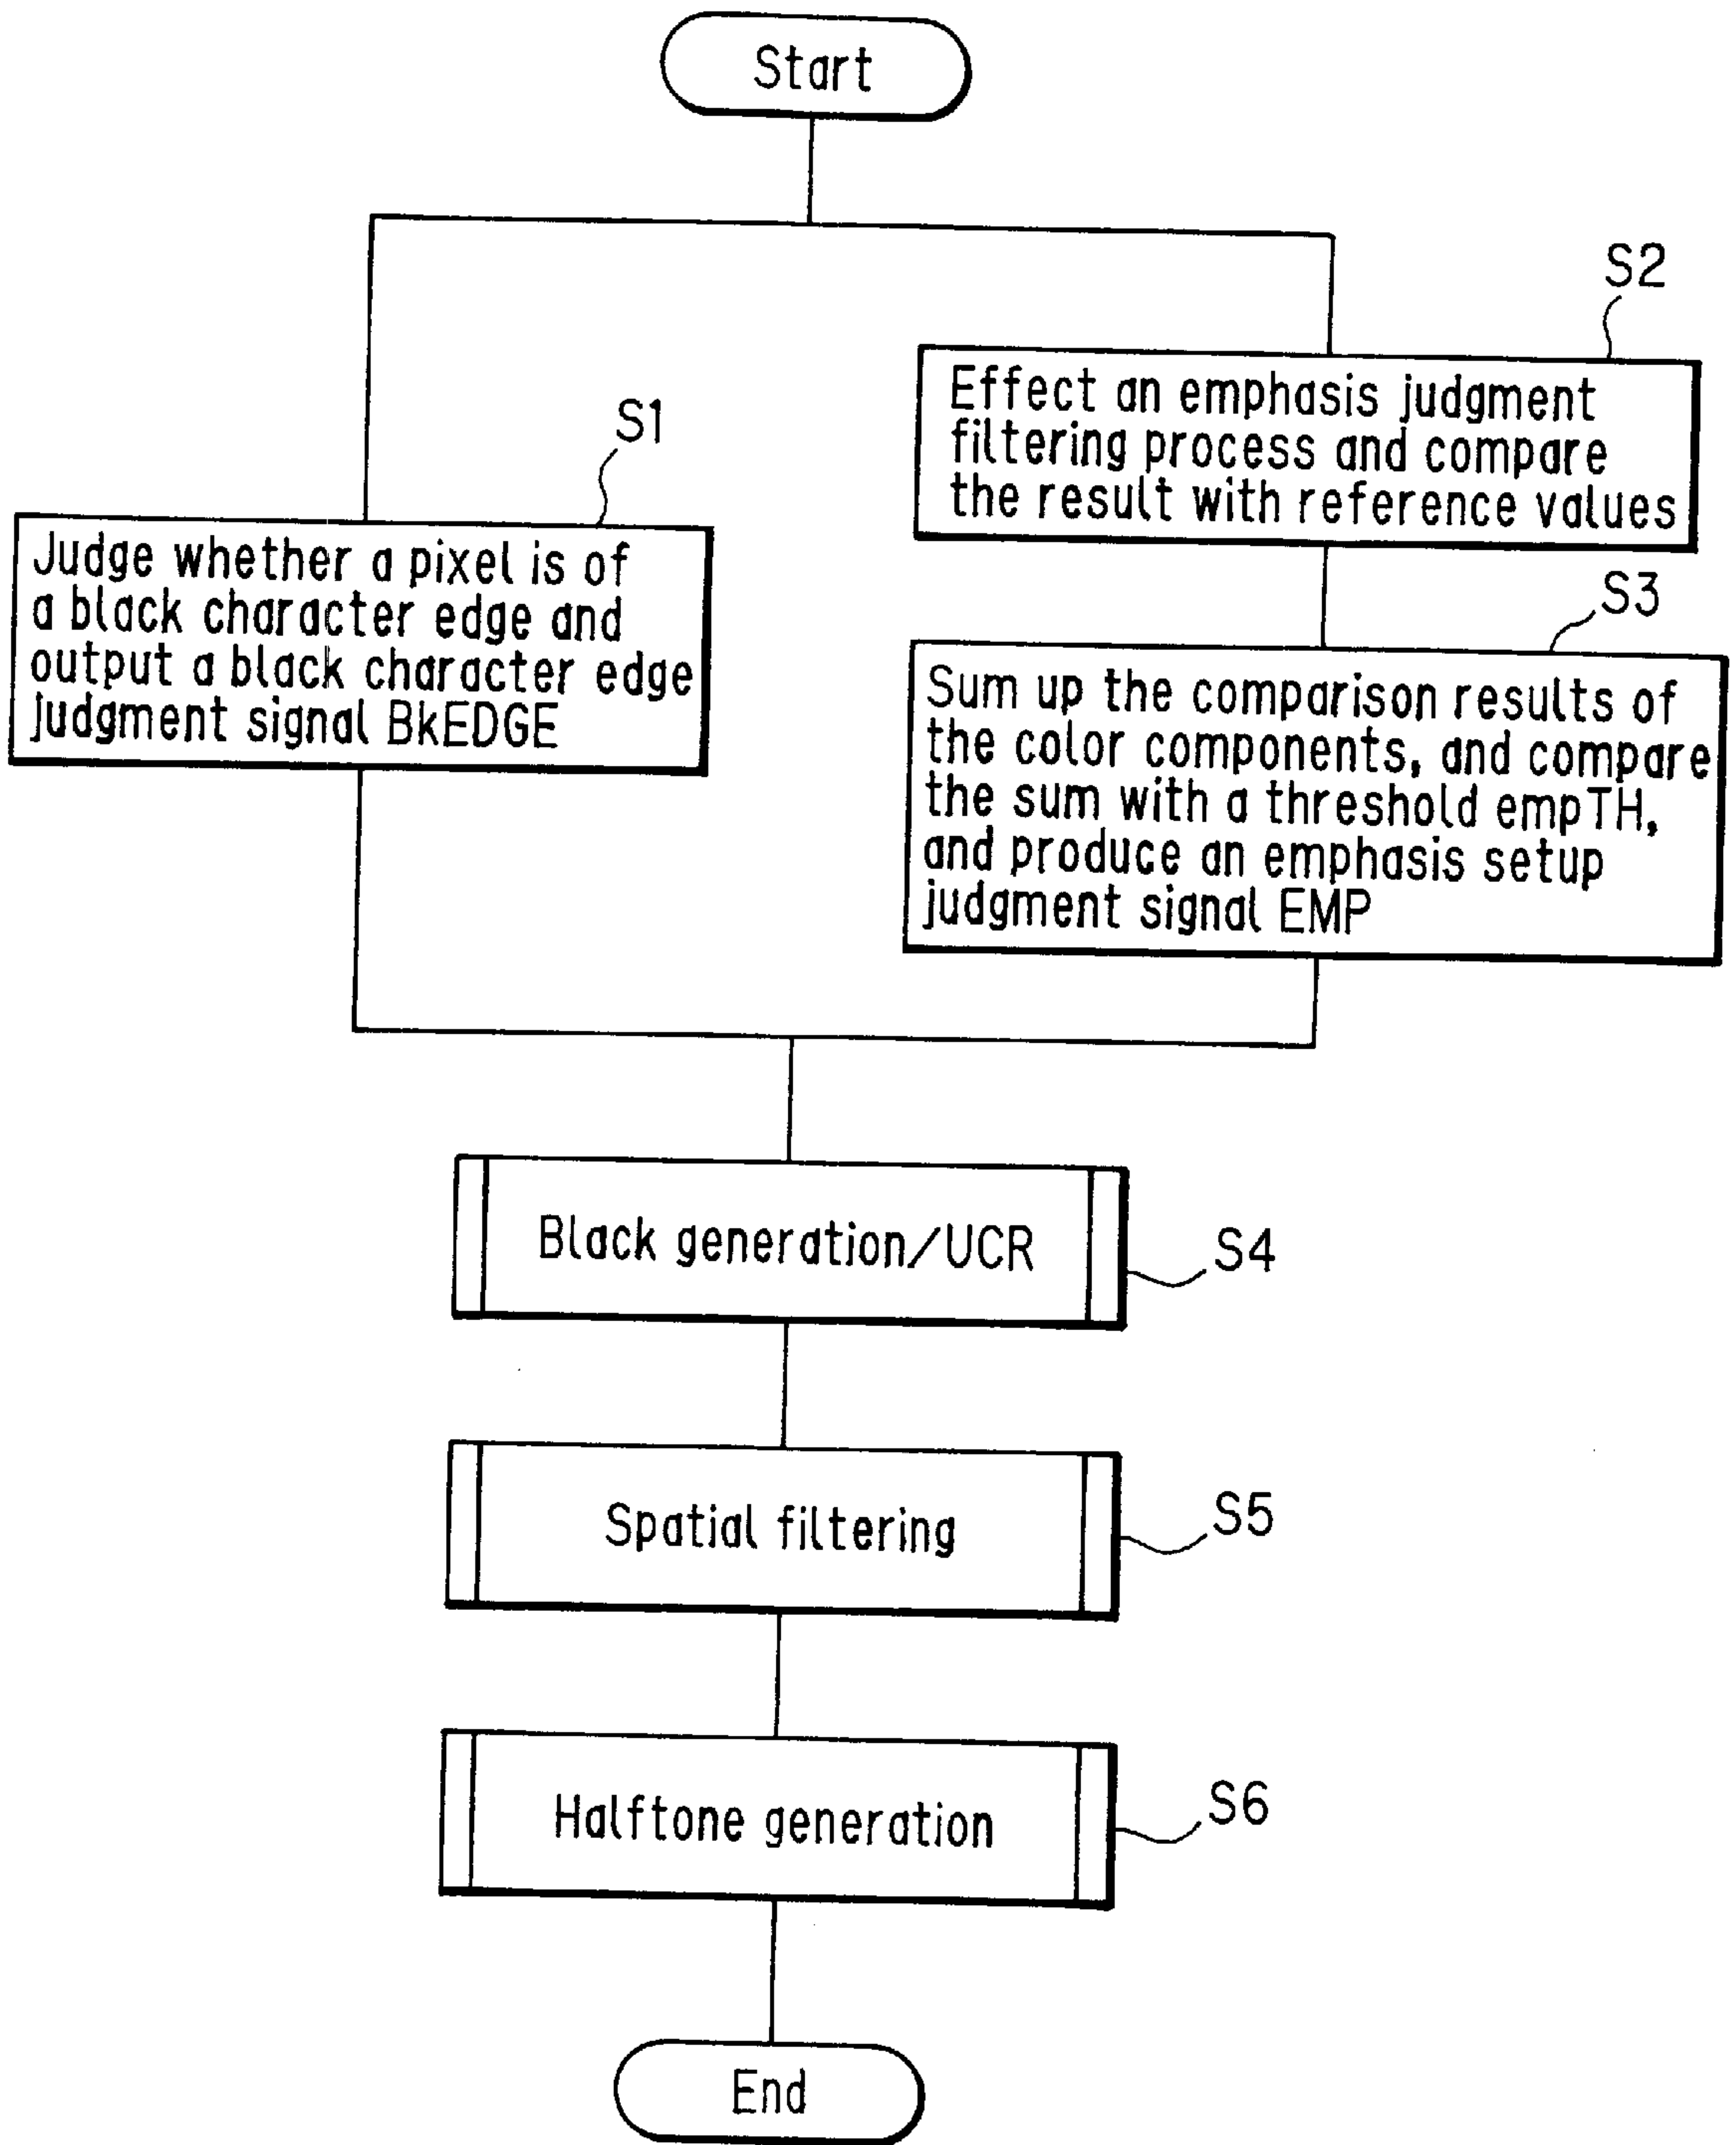 Start
S2
Effect an emphasis judgment
filtering process and compare
the result with reference values
S1
Judge whether a pixel is of
a black character edge and
output a black character edge
judgment signal BkEDGE
S3
Sum up the comparison results of
the color components, and compare
the sum with a threshold empTH,
and produce an emphasis setup
judgment signal EMP
Black generation/UCR
S4
Spatial filtering
S5
Halftone generation
S6
End